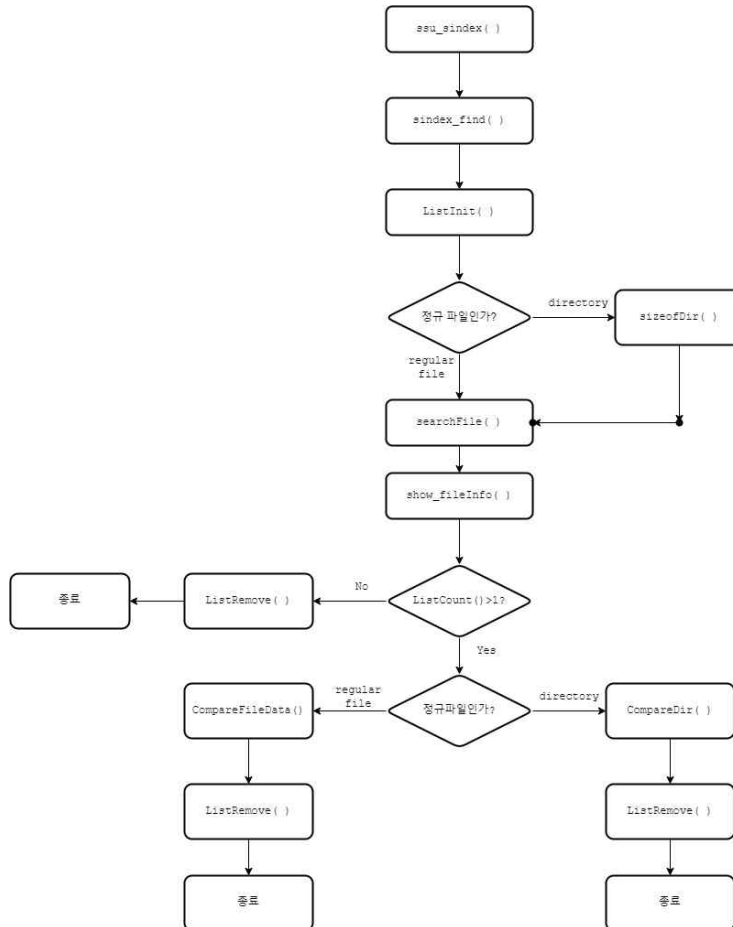 ssu_sindex( )
sindex_find( )
ListInit( )
정규 파일인가?
directory
sizeofDir( )
regular
file
searchFile( )
show_fileInfo( )
종료
ListRemove( )
No
ListCount()>1?
Yes
CompareFileData()
regular
file
정규파일인가?
directory
CompareDir( )
ListRemove( )
ListRemove( )
종료
종료